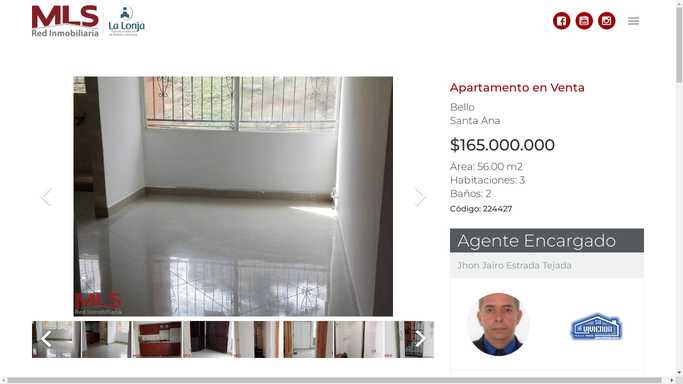 MLS
Red Inmobiliaria
La Lonja
Apartamento en Venta
Bello
Santa Ana
$165.000.000
Área: 56.00 m2
Habitaciones: 3
Baños: 2
Código: 224427
MLS
Red Inmobiliaria
Agente Encargado
Jhon Jairo Estrada Tejada
VIVIENDA